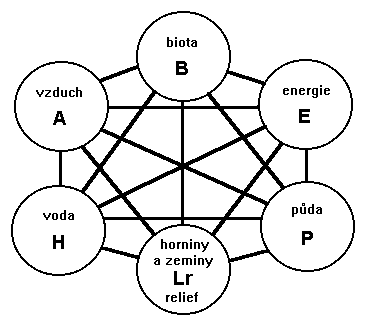 biota
B
vzduch
A
energie
E
voda
H
půda
P
horniny
a zeminy
Lr
relief